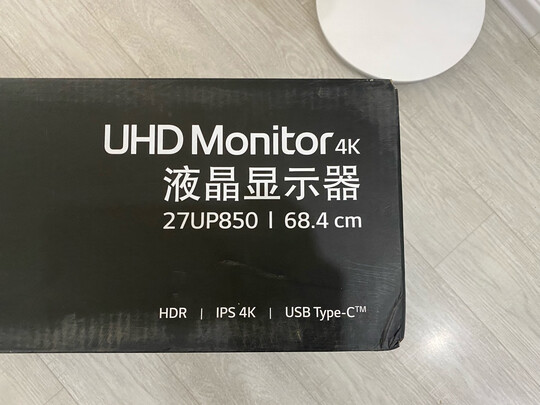 UHD Monitor 4K
液晶显示器
27UP850 | 68.4 cm
HDR | IPS 4K | USB Type-C™